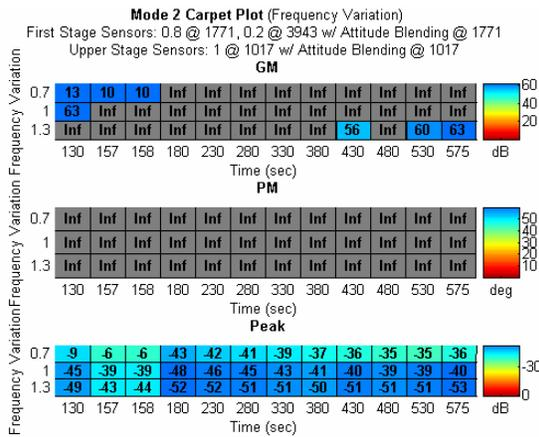 Mode 2 Carpet Plot (Frequency Variation)
First Stage Sensors: 0.8 @ 1771, 0.2 @ 3943 w/ Attitude Blending @ 1771
Upper Stage Sensors: 1 @ 1017 w/ Attitude Blending @ 1017
GM
Frequency Variation
0.7 13 10 10 Inf Inf Inf Inf Inf Inf Inf Inf Inf
1 63 Inf Inf Inf Inf Inf Inf Inf Inf Inf Inf Inf
1.3 Inf Inf Inf Inf Inf Inf Inf Inf 56 Inf 60 63
130 157 158 180 230 280 330 380 430 480 530 575
Time (sec)
60
40
20
dB
PM
Frequency Variation
0.7 Inf Inf Inf Inf Inf Inf Inf Inf Inf Inf Inf Inf
1 Inf Inf Inf Inf Inf Inf Inf Inf Inf Inf Inf Inf
1.3 Inf Inf Inf Inf Inf Inf Inf Inf Inf Inf Inf Inf
130 157 158 180 230 280 330 380 430 480 530 575
Time (sec)
50
40
30
20
10
deg
Peak
Frequency Variation
0.7 -9 -6 -6 -43 -42 -41 -39 -37 -36 -35 -35 -36
1 -45 -39 -39 -48 -46 -45 -43 -41 -40 -39 -39 -40
1.3 -49 -43 -44 -52 -52 -51 -51 -50 -51 -51 -51 -53
130 157 158 180 230 280 330 380 430 480 530 575
Time (sec)
-30
0
dB